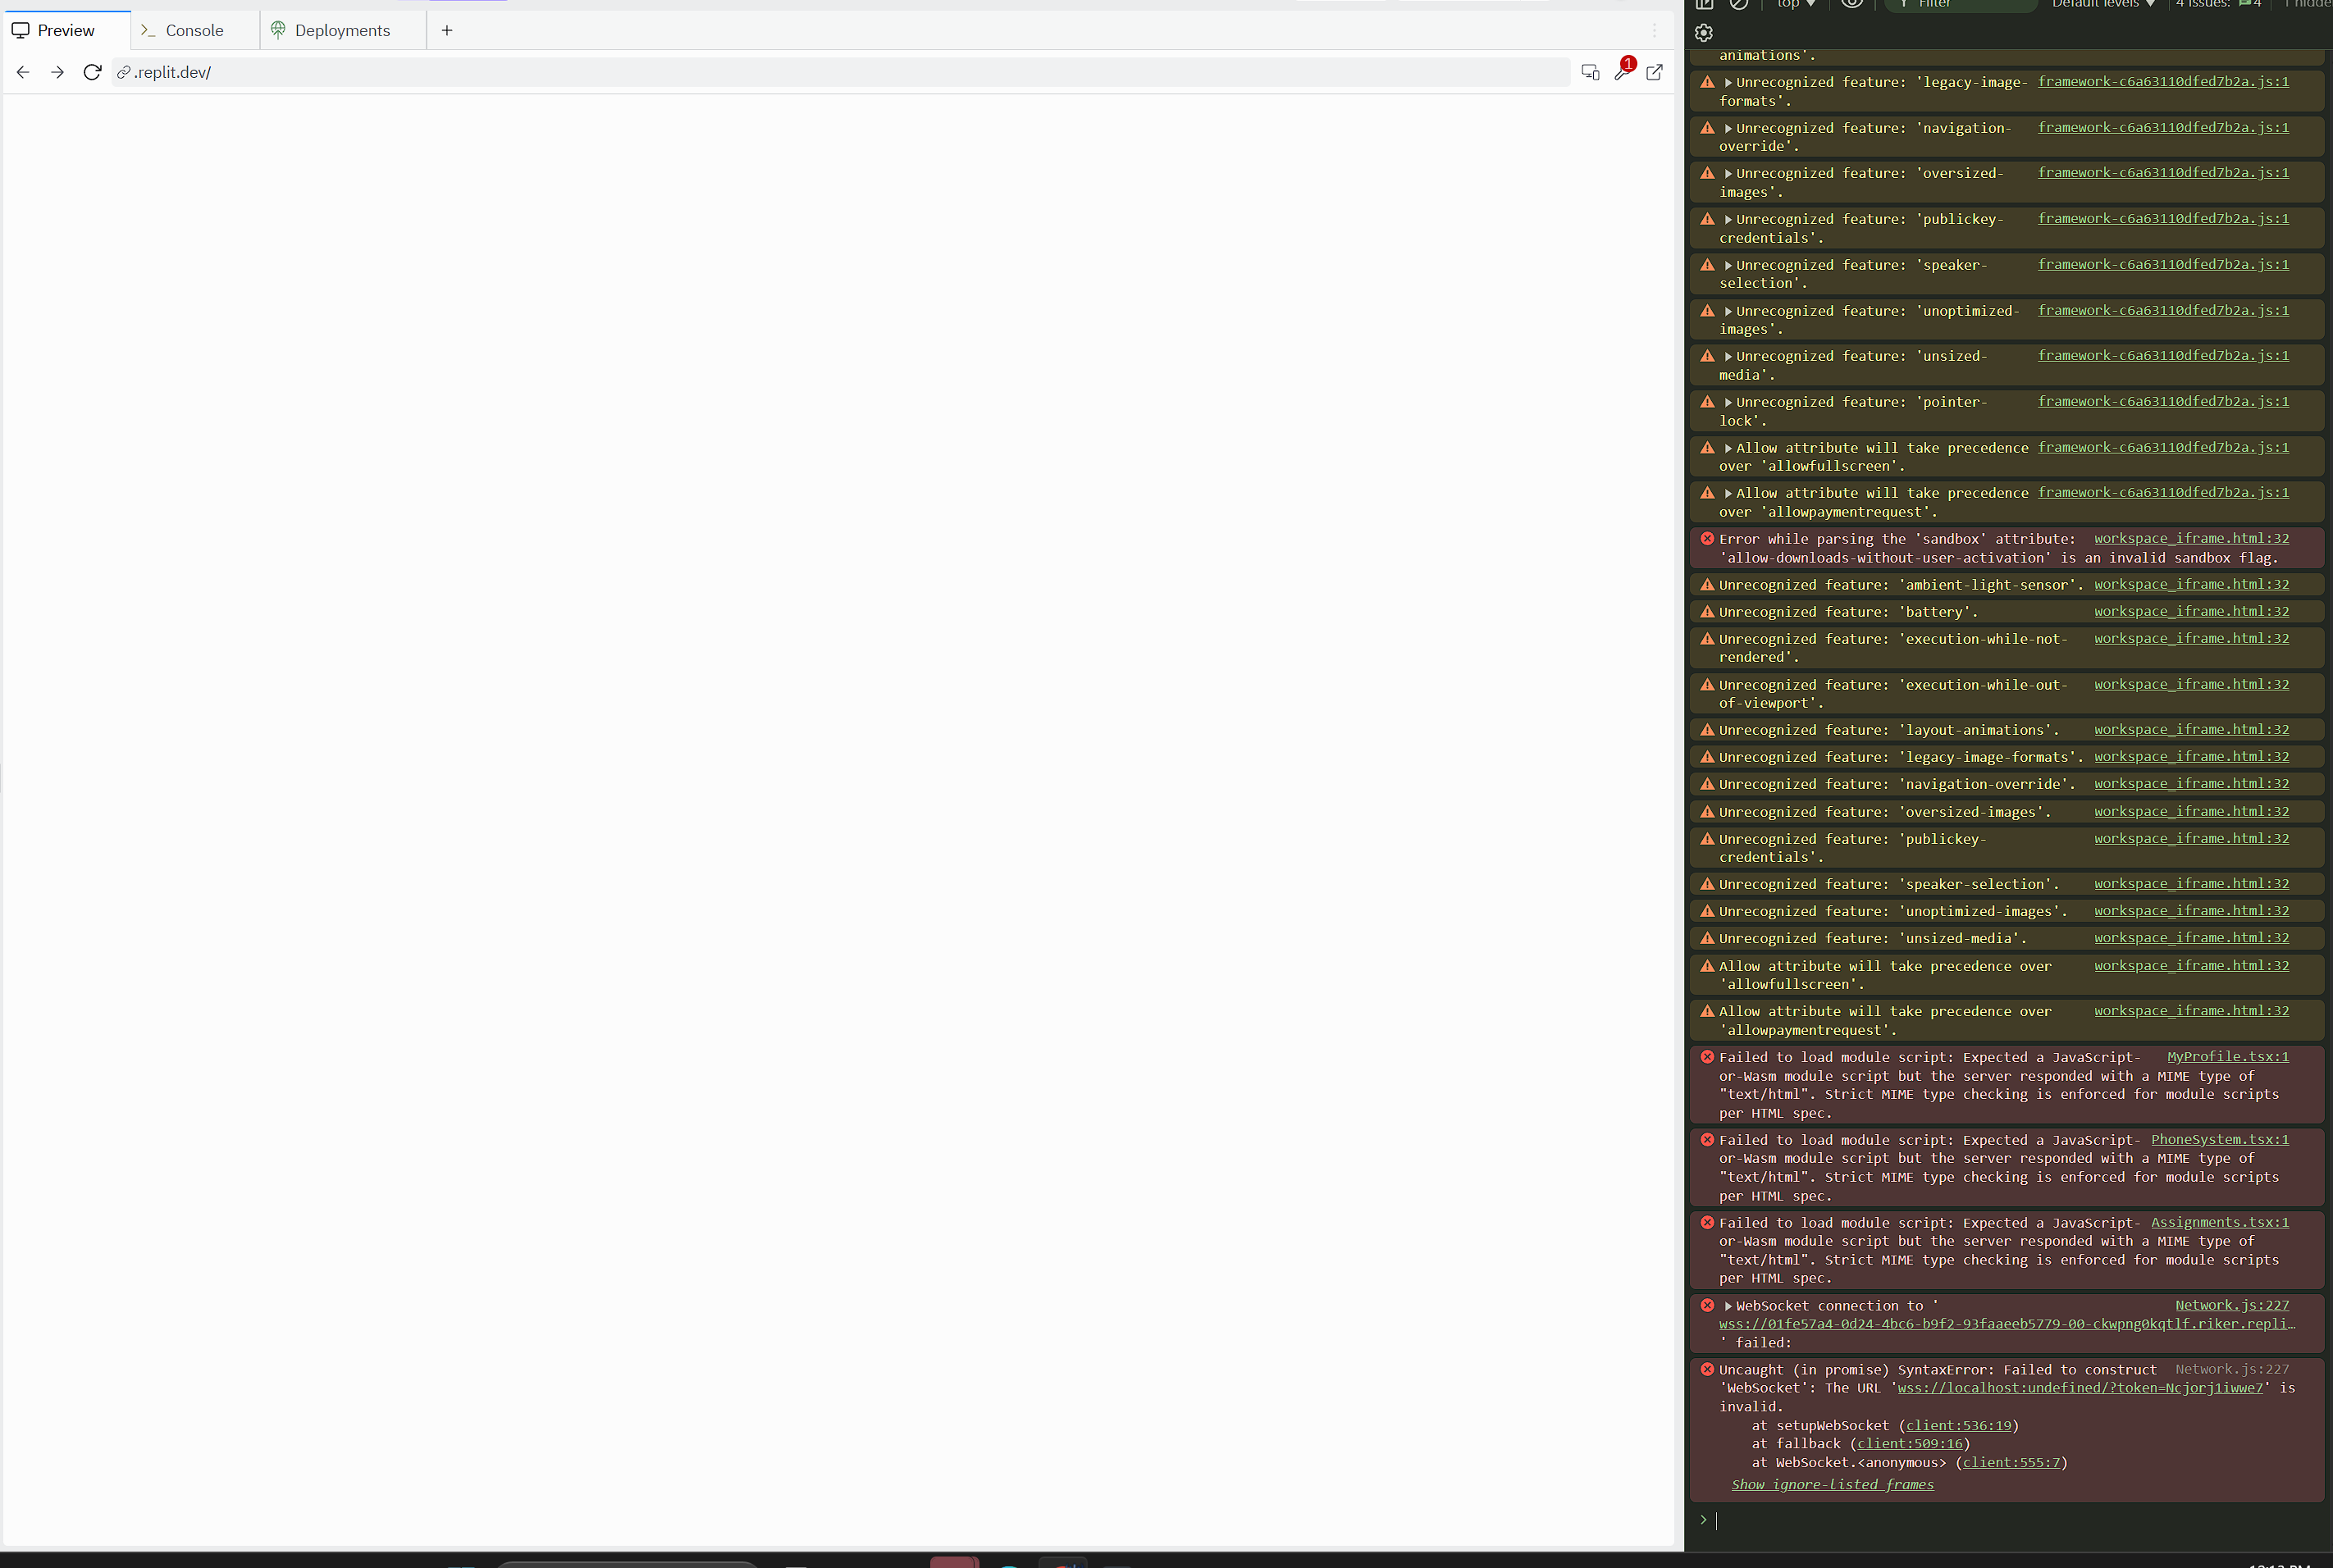 Preview
Console
Deployments
+
.replit.dev/
1
top
Filter
Default levels
4 Issues:
4
animations'.
Unrecognized feature: 'legacy-image- framework-c6a63110dfed7b2a.js:1
formats'.
Unrecognized feature: 'navigation- framework-c6a63110dfed7b2a.js:1
override'.
Unrecognized feature: 'oversized- framework-c6a63110dfed7b2a.js:1
images'.
Unrecognized feature: 'publickey- framework-c6a63110dfed7b2a.js:1
credentials'.
Unrecognized feature: 'speaker- framework-c6a63110dfed7b2a.js:1
selection'.
Unrecognized feature: 'unoptimized- framework-c6a63110dfed7b2a.js:1
images'.
Unrecognized feature: 'unsized- framework-c6a63110dfed7b2a.js:1
media'.
Unrecognized feature: 'pointer- framework-c6a63110dfed7b2a.js:1
lock'.
Allow attribute will take precedence framework-c6a63110dfed7b2a.js:1
over 'allowfullscreen'.
Allow attribute will take precedence framework-c6a63110dfed7b2a.js:1
over 'allowpaymentrequest'.
Error while parsing the 'sandbox' attribute: workspace_iframe.html:32
'allow-downloads-without-user-activation' is an invalid sandbox flag.
Unrecognized feature: 'ambient-light-sensor'. workspace_iframe.html:32
Unrecognized feature: 'battery'. workspace_iframe.html:32
Unrecognized feature: 'execution-while-not- workspace_iframe.html:32
rendered'.
Unrecognized feature: 'execution-while-out- workspace_iframe.html:32
of-viewport'.
Unrecognized feature: 'layout-animations'. workspace_iframe.html:32
Unrecognized feature: 'legacy-image-formats'. workspace_iframe.html:32
Unrecognized feature: 'navigation-override'. workspace_iframe.html:32
Unrecognized feature: 'oversized-images'. workspace_iframe.html:32
Unrecognized feature: 'publickey- workspace_iframe.html:32
credentials'.
Unrecognized feature: 'speaker-selection'. workspace_iframe.html:32
Unrecognized feature: 'unoptimized-images'. workspace_iframe.html:32
Unrecognized feature: 'unsized-media'. workspace_iframe.html:32
Allow attribute will take precedence over workspace_iframe.html:32
'allowfullscreen'.
Allow attribute will take precedence over workspace_iframe.html:32
'allowpaymentrequest'.
Failed to load module script: Expected a JavaScript- MyProfile.tsx:1
or-Wasm module script but the server responded with a MIME type of
"text/html". Strict MIME type checking is enforced for module scripts
per HTML spec.
Failed to load module script: Expected a JavaScript- PhoneSystem.tsx:1
or-Wasm module script but the server responded with a MIME type of
"text/html". Strict MIME type checking is enforced for module scripts
per HTML spec.
Failed to load module script: Expected a JavaScript- Assignments.tsx:1
or-Wasm module script but the server responded with a MIME type of
"text/html". Strict MIME type checking is enforced for module scripts
per HTML spec.
WebSocket connection to ' Network.js:227
wss://01fe57a4-0d24-4bc6-b9f2-93faaeeb5779-00-ckwpng0kqtlf.riker.repli…
' failed:
Uncaught (in promise) SyntaxError: Failed to construct Network.js:227
'WebSocket': The URL 'wss://localhost:undefined/?token=Ncjorj1iwwe7' is
invalid.
at setupWebSocket (client:536:19)
at fallback (client:509:16)
at WebSocket.<anonymous> (client:555:7)
Show ignore-listed frames